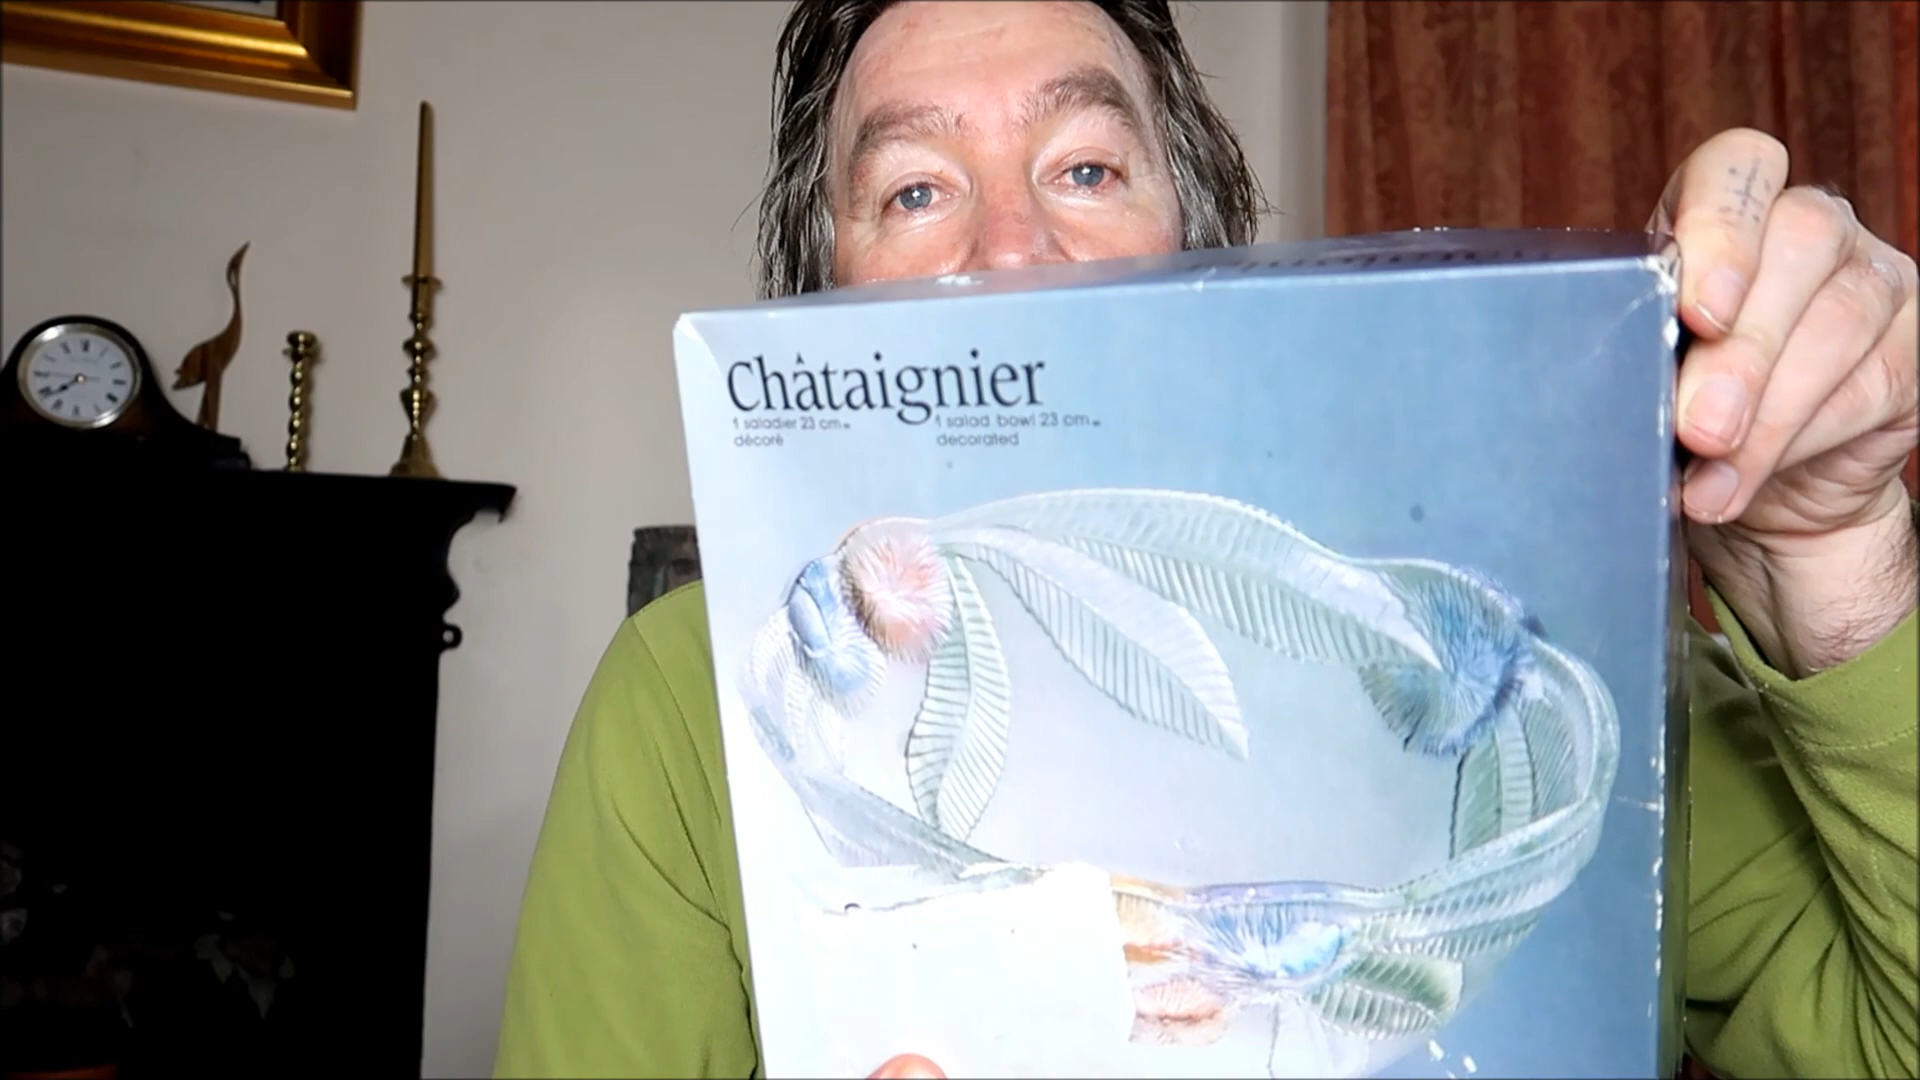 Châtaignier
1 saladier 23 cm
décoré
1 salad bowl 23 cm
decorated